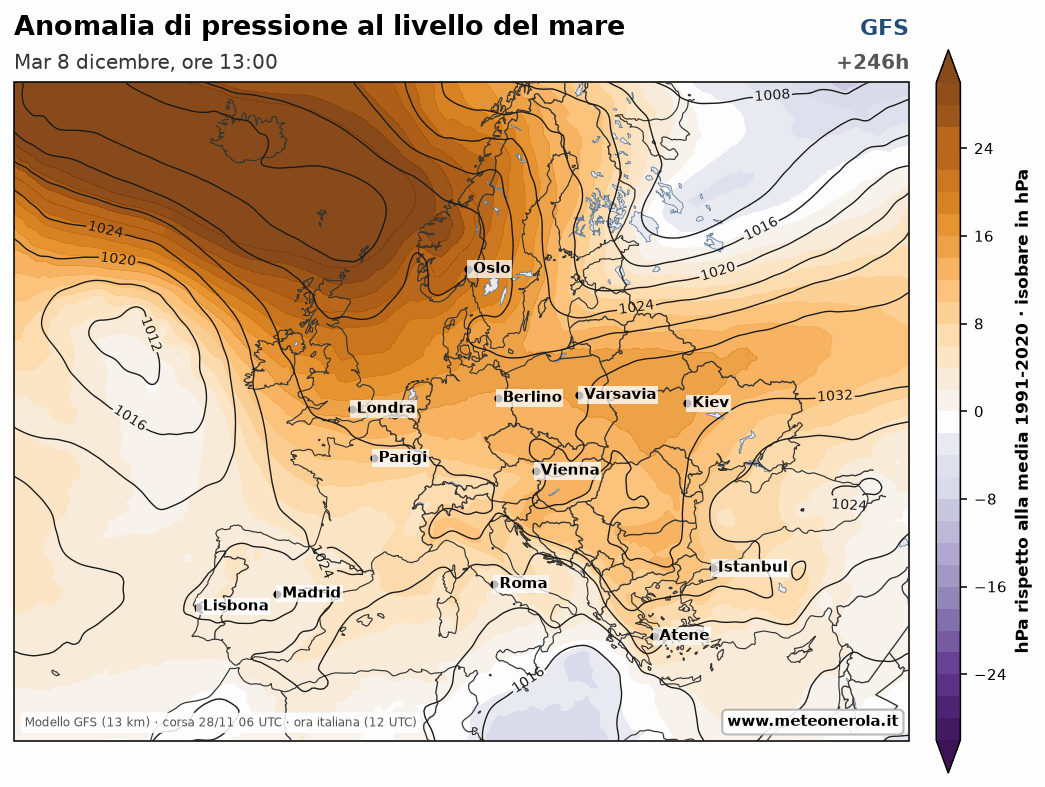 Anomalia di pressione al livello del mare
GFS
Mar 8 dicembre, ore 13:00
+246h
1008
24
1024
1016
16
1020
Oslo
1020
1024
8
1012
Berlino
Varsavia
1032
Londra
Kiev
0
1016
Parigi
Vienna
−8
1024
1024
Istanbul
Roma
Madrid
−16
Lisbona
Atene
−24
1016
Modello GFS (13 km) · corsa 28/11 06 UTC · ora italiana (12 UTC)
www.meteonerola.it
hPa rispetto alla media 1991-2020 · isobare in hPa